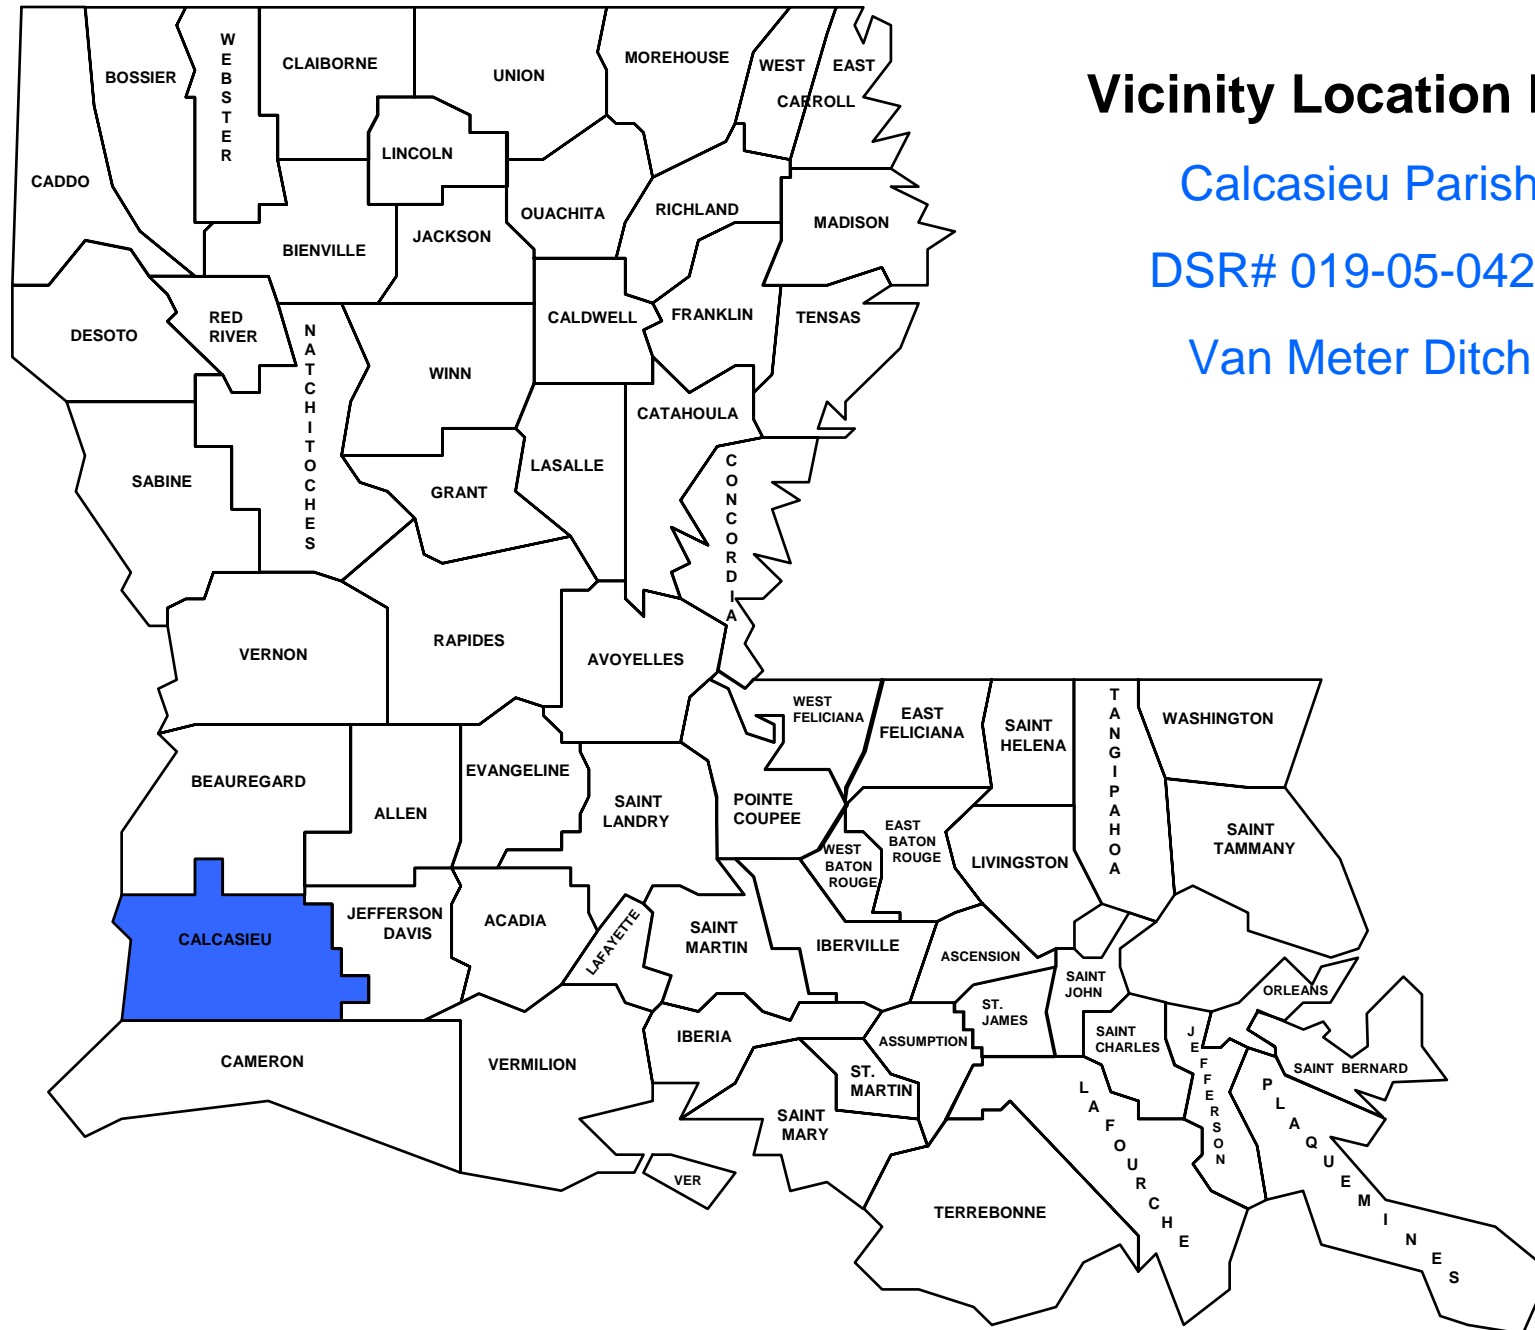 Vicinity Location
Calcasieu Parish
DSR# 019-05-042
Van Meter Ditch
WEBSTER
CLAIBORNE
BOSSIER
UNION
MOREHOUSE
WEST
EAST
CARROLL
LINCOLN
CADDO
OUACHITA
RICHLAND
MADISON
BIENVILLE
JACKSON
RED
RIVER
DESOTO
NATCHITOCHES
CALDWELL
FRANKLIN
TENSAS
WINN
CATAHOULA
SABINE
GRANT
LASALLE
CONCORDIA
VERNON
RAPIDES
AVOYELLES
WEST
FELICIANA
EAST
FELICIANA
SAINT
HELENA
TANGIPAHOA
WASHINGTON
BEAUREGARD
ALLEN
EVANGELINE
SAINT
LANDRY
POINTE
COUPEE
WEST
BATON
ROUGE
EAST
BATON
ROUGE
LIVINGSTON
SAINT
TAMMANY
CALCASIEU
JEFFERSON
DAVIS
ACADIA
LAFAYETTE
SAINT
MARTIN
IBERVILLE
ASCENSION
SAINT
JOHN
ORLEANS
ST.
JAMES
CAMERON
VERMILION
IBERIA
ASSUMPTION
SAINT
CHARLES
JEFFERSON
SAINT BERNARD
ST.
MARTIN
SAINT
MARY
LAFOURCHE
PLAQUEMINES
VER
TERREBONNE